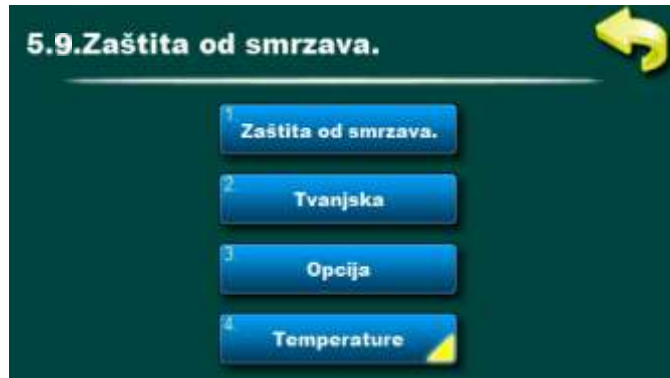 5.9.Zaštita od smrzava.
1
Zaštita od smrzava.
2
Tvanjska
3
Opcija
4
Temperature